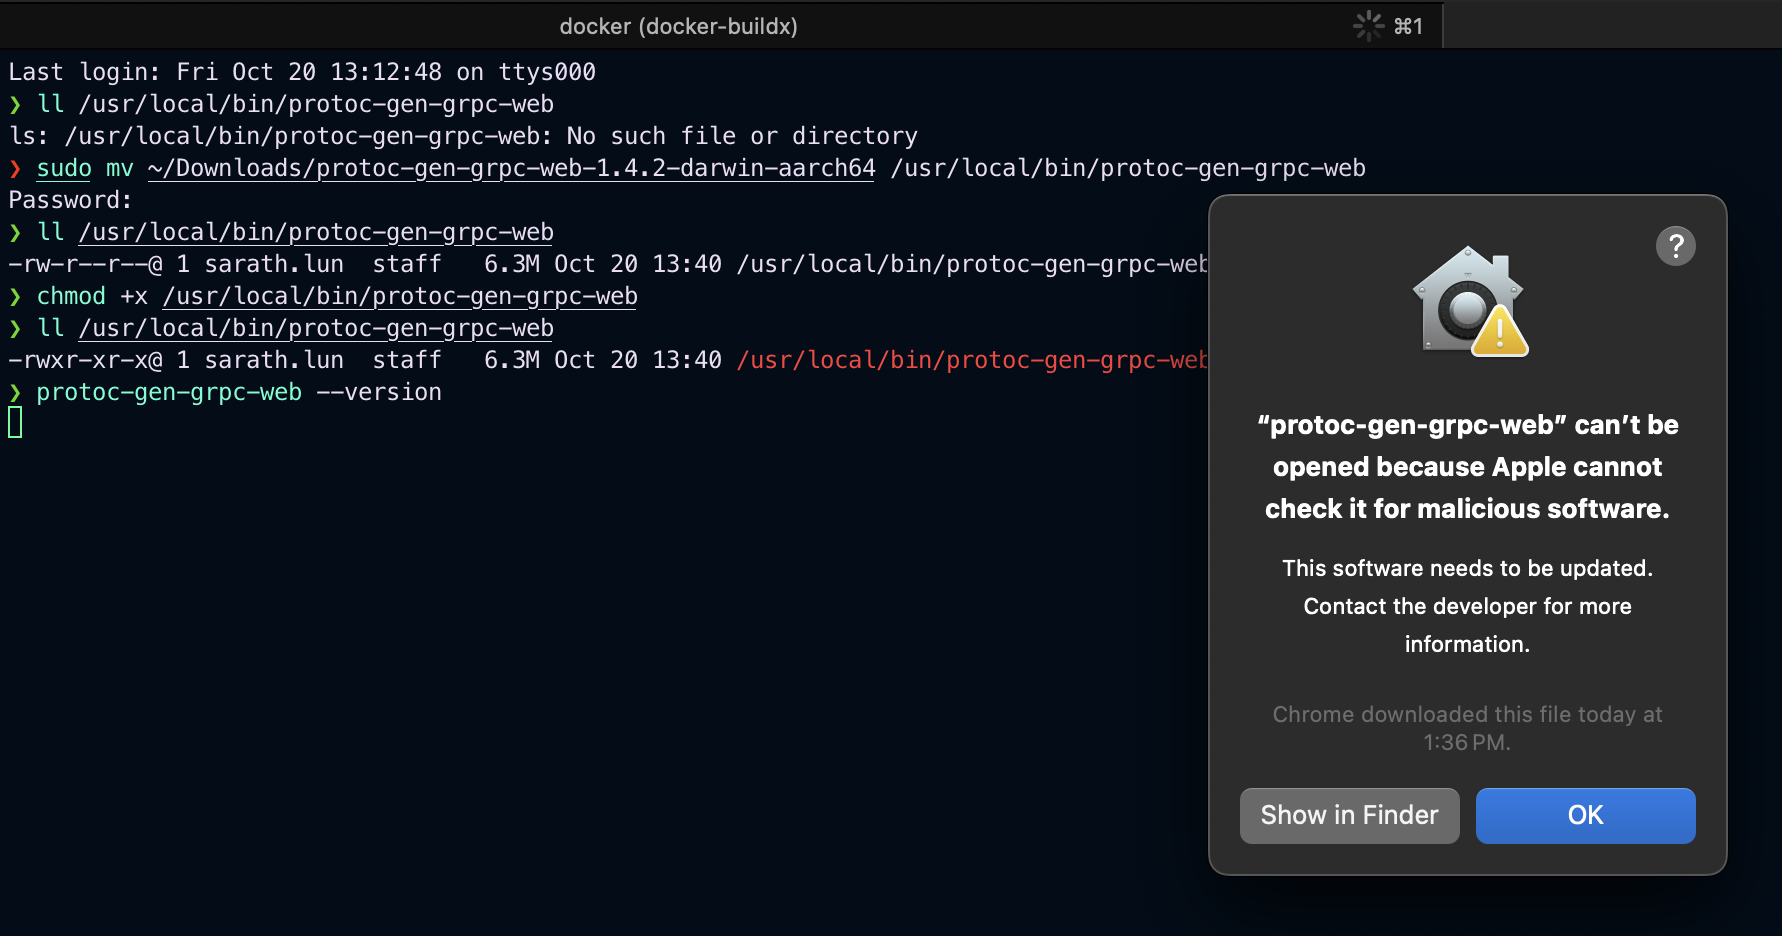 docker (docker-buildx)
⌘1
Last login: Fri Oct 20 13:12:48 on ttys000
❯ ll /usr/local/bin/protoc-gen-grpc-web
ls: /usr/local/bin/protoc-gen-grpc-web: No such file or directory
❯ sudo mv ~/Downloads/protoc-gen-grpc-web-1.4.2-darwin-aarch64 /usr/local/bin/protoc-gen-grpc-web
Password:
❯ ll /usr/local/bin/protoc-gen-grpc-web
-rw-r--r--@ 1 sarath.lun  staff   6.3M Oct 20 13:40 /usr/local/bin/protoc-gen-grpc-web
❯ chmod +x /usr/local/bin/protoc-gen-grpc-web
❯ ll /usr/local/bin/protoc-gen-grpc-web
-rwxr-xr-x@ 1 sarath.lun  staff   6.3M Oct 20 13:40 /usr/local/bin/protoc-gen-grpc-web
❯ protoc-gen-grpc-web --version
?
“protoc-gen-grpc-web” can’t be
opened because Apple cannot
check it for malicious software.
This software needs to be updated.
Contact the developer for more
information.
Chrome downloaded this file today at
1:36 PM.
Show in Finder
OK